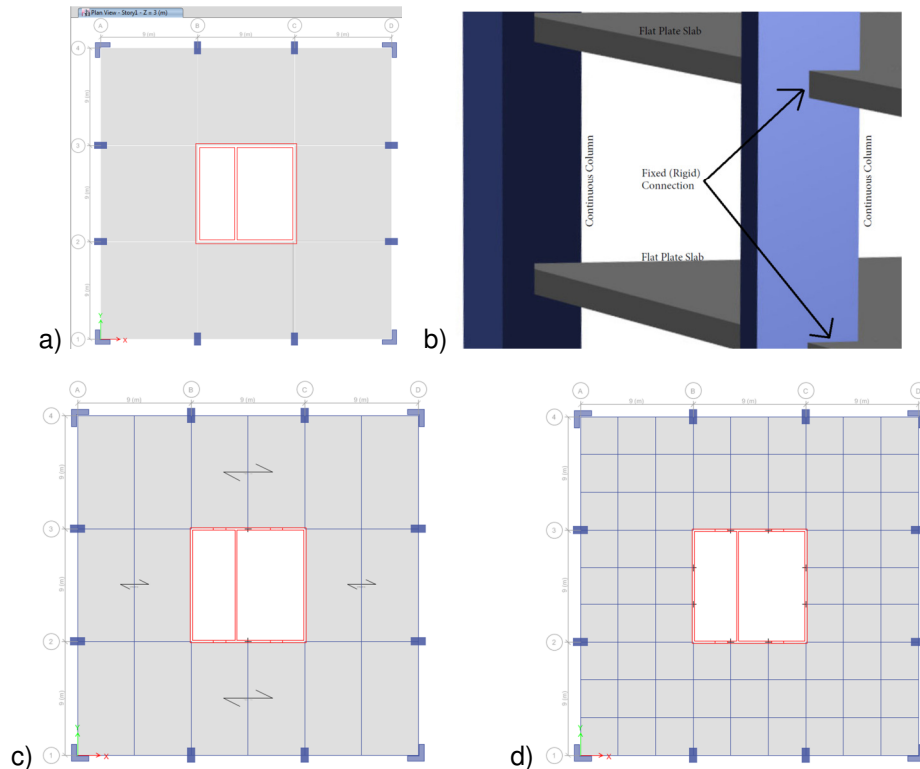 Plan View - Story1 - Z = 3 (m)
A B C D
9 (m) 9 (m) 9 (m)
4
9 (m)
3
9 (m)
2
9 (m)
1
Y
X
a)
Flat Plate Slab
Continuous Column
Fixed (Rigid)
Connection
Continuous Column
Flat Plate Slab
b)
A B C D
9 (m) 9 (m) 9 (m)
4
9 (m)
3
9 (m)
2
9 (m)
1
Y
X
c)
A B C D
9 (m) 9 (m) 9 (m)
4
9 (m)
3
9 (m)
2
9 (m)
1
Y
X
d)